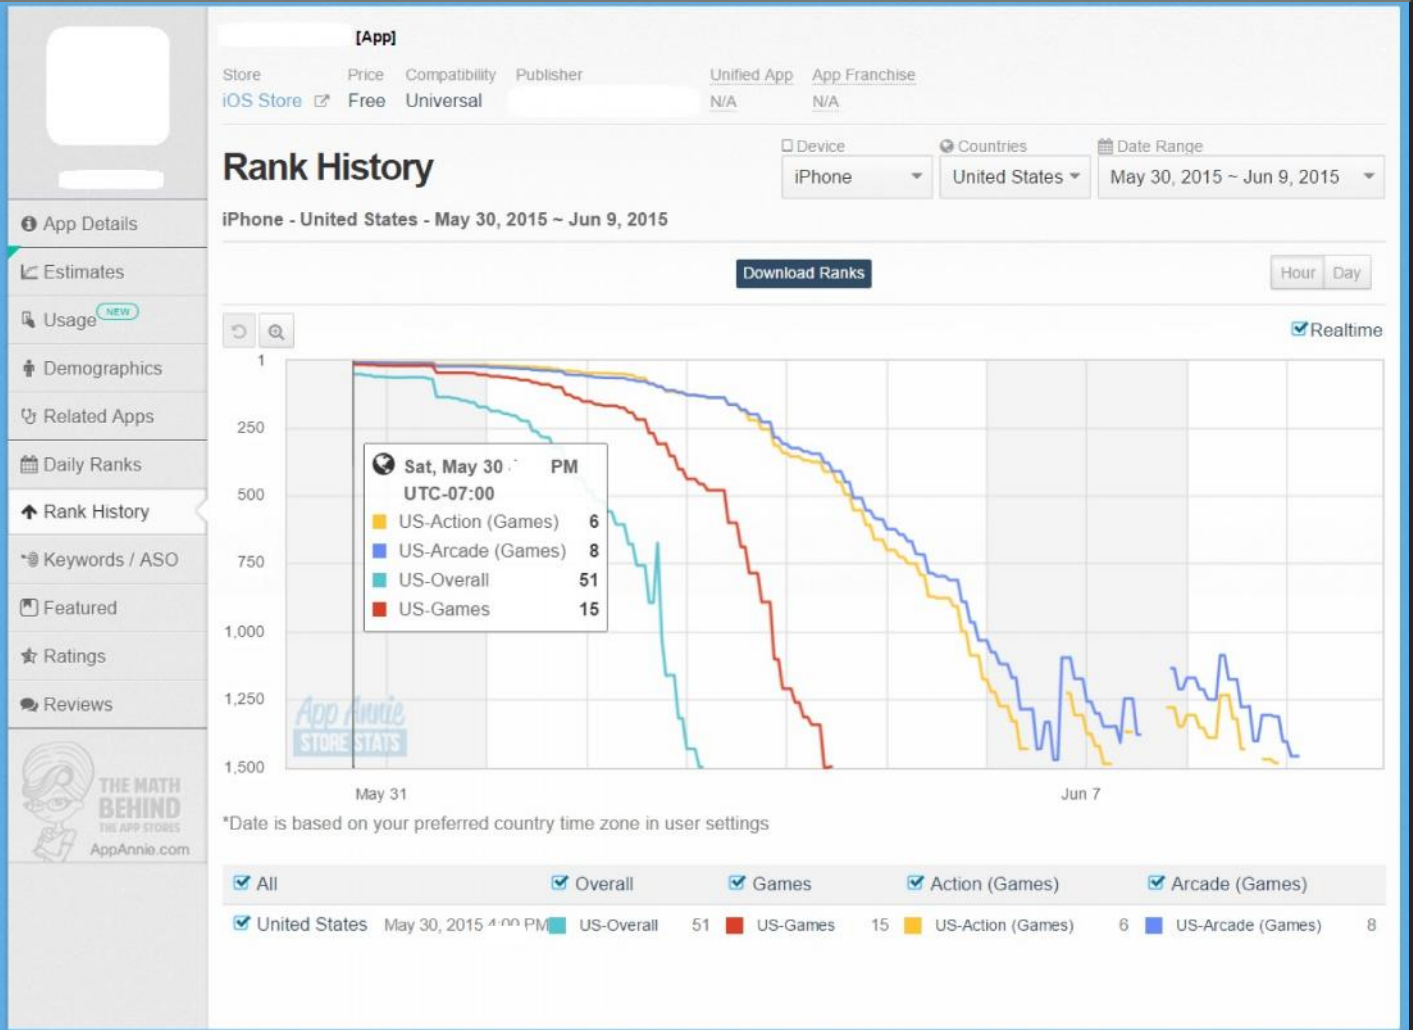 [App]
Store Price Compatibility Publisher Unified App App Franchise
iOS Store Free Universal N/A N/A
Rank History
Device Countries Date Range
iPhone United States May 30, 2015 ~ Jun 9, 2015
iPhone - United States - May 30, 2015 ~ Jun 9, 2015
App Details
Estimates
Usage NEW
Demographics
Related Apps
Daily Ranks
Rank History
Keywords / ASO
Featured
Ratings
Reviews
THE MATH
BEHIND
THE APP STORES
AppAnnie.com
Download Ranks
Hour Day
Realtime
1
250
500
750
1,000
1,250
1,500
Sat, May 30 PM
UTC-07:00
US-Action (Games) 6
US-Arcade (Games) 8
US-Overall 51
US-Games 15
App Annie
STORE STATS
May 31 Jun 7
*Date is based on your preferred country time zone in user settings
All Overall Games Action (Games) Arcade (Games)
United States May 30, 2015 4:00 PM US-Overall 51 US-Games 15 US-Action (Games) 6 US-Arcade (Games) 8